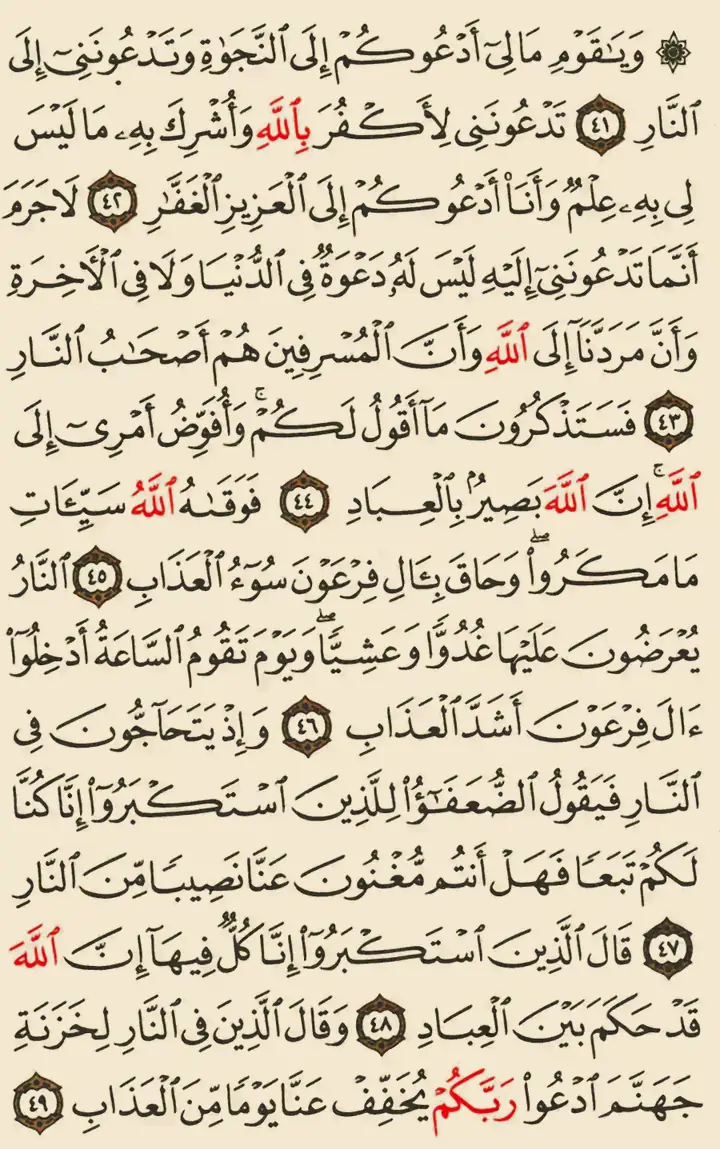 ۞ وَيَـٰقَوْمِ مَا لِىٓ أَدْعُوكُمْ إِلَى ٱلنَّجَوٰةِ وَتَدْعُونَنِىٓ إِلَى
ٱلنَّارِ ٤١ تَدْعُونَنِى لِأَكْفُرَ بِٱللَّهِ وَأُشْرِكَ بِهِۦ مَا لَيْسَ
لِى بِهِۦ عِلْمٌ وَأَنَا۠ أَدْعُوكُمْ إِلَى ٱلْعَزِيزِ ٱلْغَفَّـٰرِ ٤٢ لَا جَرَمَ
أَنَّمَا تَدْعُونَنِىٓ إِلَيْهِ لَيْسَ لَهُۥ دَعْوَةٌ فِى ٱلدُّنْيَا وَلَا فِى ٱلْأَخِرَةِ
وَأَنَّ مَرَدَّنَآ إِلَى ٱللَّهِ وَأَنَّ ٱلْمُسْرِفِينَ هُمْ أَصْحَـٰبُ ٱلنَّارِ
٤٣ فَسَتَذْكُرُونَ مَآ أَقُولُ لَكُمْ ۚ وَأُفَوِّضُ أَمْرِىٓ إِلَى
ٱللَّهِ ۚ إِنَّ ٱللَّهَ بَصِيرٌۢ بِٱلْعِبَادِ ٤٤ فَوَقَىٰهُ ٱللَّهُ سَيِّـَٔاتِ
مَا مَكَرُوا۟ ۖ وَحَاقَ بِـَٔالِ فِرْعَوْنَ سُوٓءُ ٱلْعَذَابِ ٤٥ ٱلنَّارُ
يُعْرَضُونَ عَلَيْهَا غُدُوًّا وَعَشِيًّا ۖ وَيَوْمَ تَقُومُ ٱلسَّاعَةُ أَدْخِلُوٓا۟
ءَالَ فِرْعَوْنَ أَشَدَّ ٱلْعَذَابِ ٤٦ وَإِذْ يَتَحَآجُّونَ فِى
ٱلنَّارِ فَيَقُولُ ٱلضُّعَفَـٰٓؤُا۟ لِلَّذِينَ ٱسْتَكْبَرُوٓا۟ إِنَّا كُنَّا
لَكُمْ تَبَعًا فَهَلْ أَنتُم مُّغْنُونَ عَنَّا نَصِيبًا مِّنَ ٱلنَّارِ
٤٧ قَالَ ٱلَّذِينَ ٱسْتَكْبَرُوٓا۟ إِنَّا كُلٌّ فِيهَآ إِنَّ ٱللَّهَ
قَدْ حَكَمَ بَيْنَ ٱلْعِبَادِ ٤٨ وَقَالَ ٱلَّذِينَ فِى ٱلنَّارِ لِخَزَنَةِ
جَهَنَّمَ ٱدْعُوا۟ رَبَّكُمْ يُخَفِّفْ عَنَّا يَوْمًا مِّنَ ٱلْعَذَابِ ٤٩